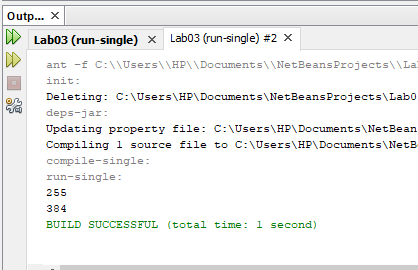 Outp...
Lab03 (run-single)
Lab03 (run-single) #2
ant -f C:\\Users\\HP\\Documents\\NetBeansProjects\\La
init:
Deleting: C:\Users\HP\Documents\NetBeansProjects\Lab0
deps-jar:
Updating property file: C:\Users\HP\Documents\NetBean
Compiling 1 source file to C:\Users\HP\Documents\NetB
compile-single:
run-single:
255
384
BUILD SUCCESSFUL (total time: 1 second)